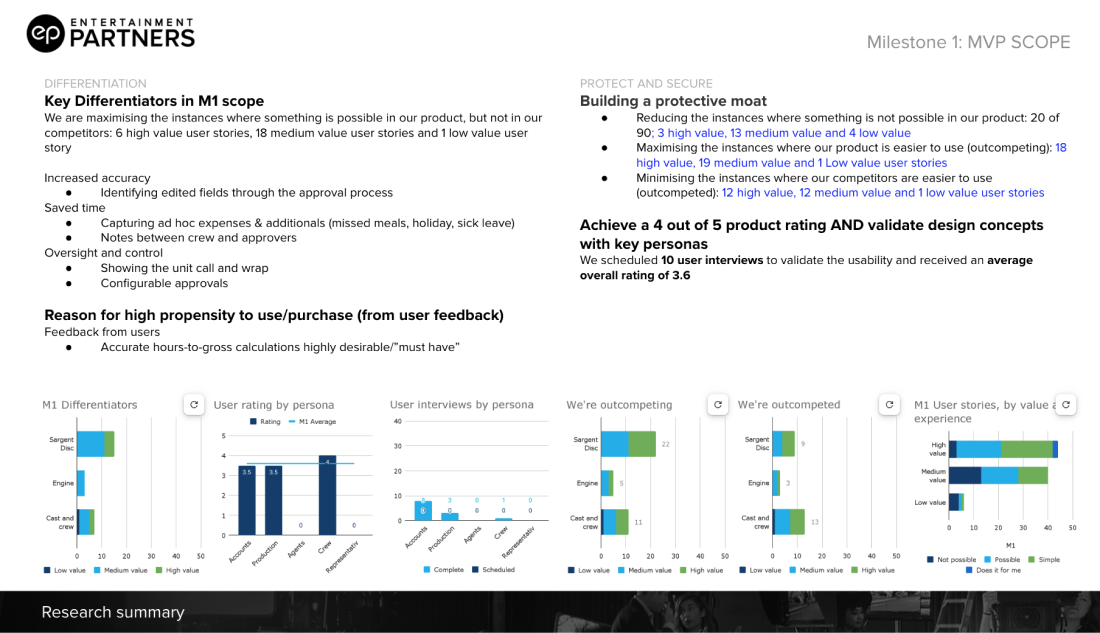 ep
ENTERTAINMENT
PARTNERS
Milestone 1: MVP SCOPE
DIFFERENTIATION
Key Differentiators in M1 scope
We are maximising the instances where something is possible in our product, but not in our
competitors: 6 high value user stories, 18 medium value user stories and 1 low value user
story
Increased accuracy
● Identifying edited fields through the approval process
Saved time
● Capturing ad hoc expenses & additionals (missed meals, holiday, sick leave)
● Notes between crew and approvers
Oversight and control
● Showing the unit call and wrap
● Configurable approvals
Reason for high propensity to use/purchase (from user feedback)
Feedback from users
● Accurate hours-to-gross calculations highly desirable/”must have”
PROTECT AND SECURE
Building a protective moat
● Reducing the instances where something is not possible in our product: 20 of
90; 3 high value, 13 medium value and 4 low value
● Maximising the instances where our product is easier to use (outcompeting): 18
high value, 19 medium value and 1 Low value user stories
● Minimising the instances where our competitors are easier to use
(outcompeted): 12 high value, 12 medium value and 1 low value user stories
Achieve a 4 out of 5 product rating AND validate design concepts
with key personas
We scheduled 10 user interviews to validate the usability and received an average
overall rating of 3.6
M1 Differentiators
Sargent
Disc
Engine
Cast and
crew
0 10 20 30 40 50
Low value Medium value High value
User rating by persona
Rating M1 Average
5
4
3
2
1
0
3.5 3.5 0 4 0
Accounts Production Agents Crew Representativ
User interviews by persona
40
30
20
10
0
8 3 0 1 0
0 0 0 0 0
Accounts Production Agents Crew Representativ
Complete Scheduled
We're outcompeting
Sargent
Disc
22
Engine
5
Cast and
crew
11
0 10 20 30 40 50
Low value Medium value High value
We're outcompeted
Sargent
Disc
9
Engine
3
Cast and
crew
13
0 10 20 30 40 50
Low value Medium value High value
M1 User stories, by value a
experience
High
value
Medium
value
Low value
0 10 20 30 40 50
M1
Not possible Possible Simple
Does it for me
Research summary